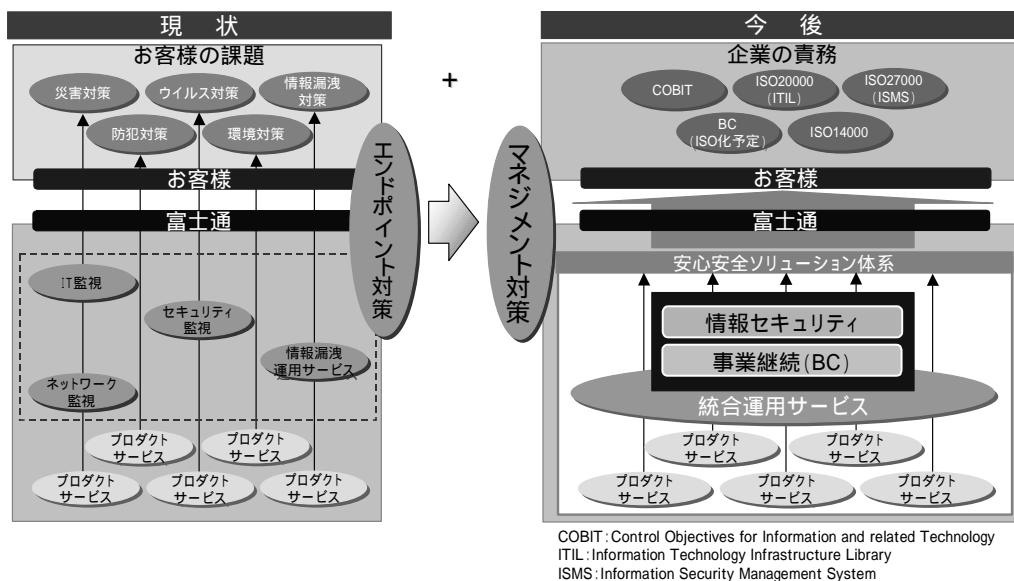 現 状
お客様の課題
災害対策
ウイルス対策
情報漏洩
対策
防犯対策
環境対策
お客様
富士通
IT監視
セキュリティ
監視
情報漏洩
運用サービス
ネットワーク
監視
プロダクト
サービス
プロダクト
サービス
プロダクト
サービス
プロダクト
サービス
プロダクト
サービス
エンドポイント対策
+
マネジメント対策
今 後
企業の責務
COBIT
ISO20000
(ITIL)
ISO27000
(ISMS)
BC
(ISO化予定)
ISO14000
お客様
富士通
安心安全ソリューション体系
情報セキュリティ
事業継続(BC)
統合運用サービス
プロダクト
サービス
プロダクト
サービス
プロダクト
サービス
プロダクト
サービス
プロダクト
サービス
COBIT:Control Objectives for Information and related Technology
ITIL:Information Technology Infrastructure Library
ISMS:Information Security Management System